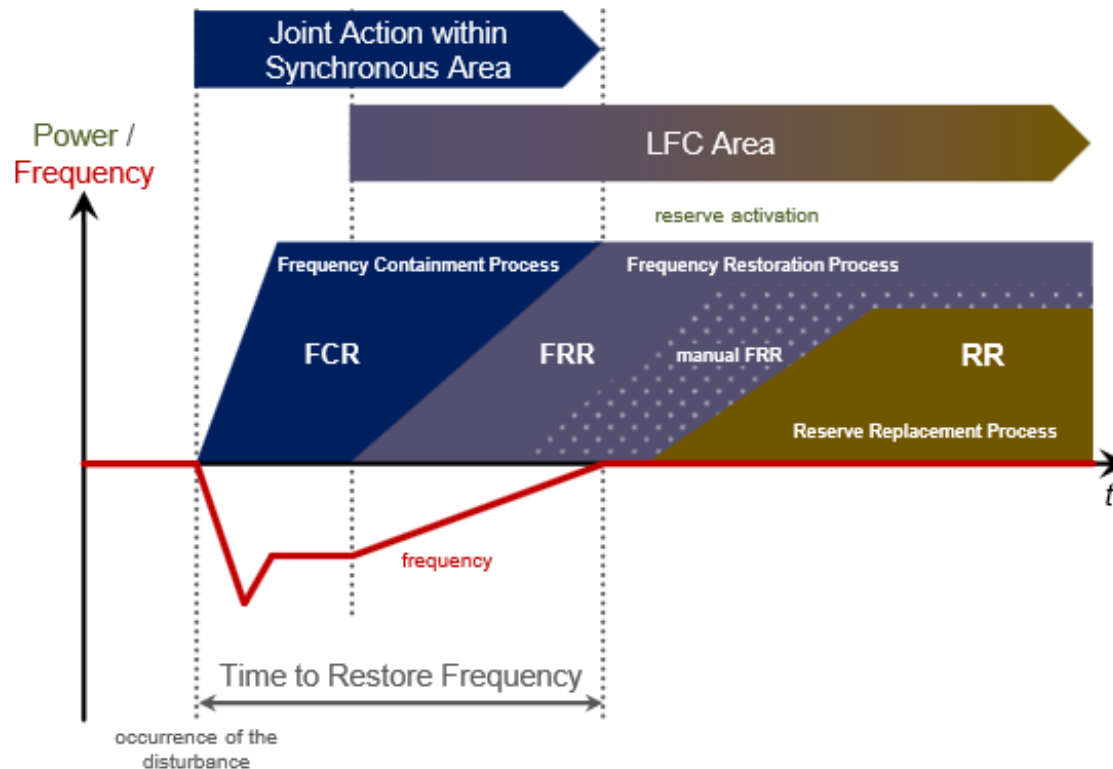 Joint Action within
Synchronous Area
LFC Area
Power /
Frequency
reserve activation
Frequency Containment Process
Frequency Restoration Process
FCR
FRR
manual FRR
RR
Reserve Replacement Process
t
frequency
Time to Restore Frequency
occurrence of the
disturbance